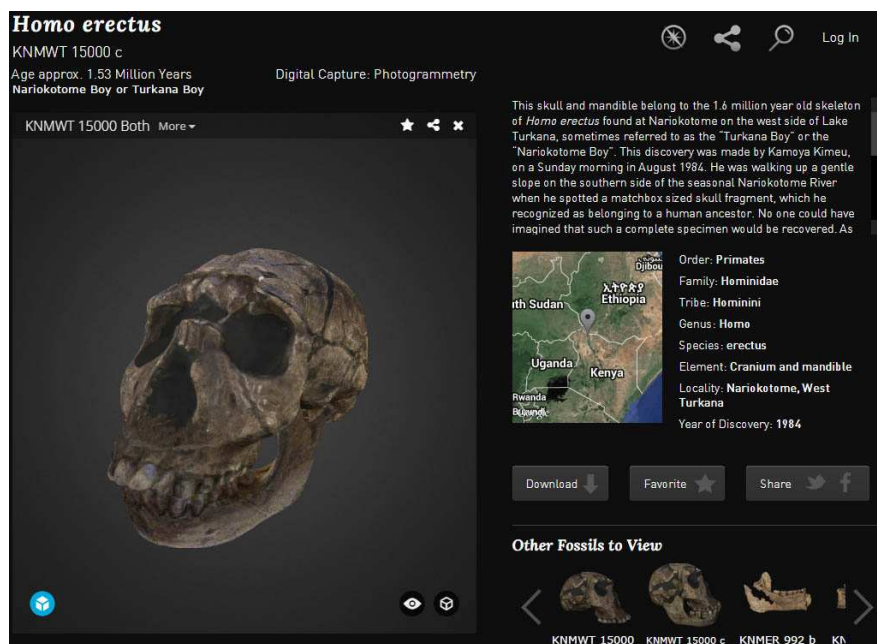 Homo erectus
KNMWT 15000 c
Age approx. 1.53 Million Years
Nariokotome Boy or Turkana Boy
Digital Capture: Photogrammetry
Log In
KNMWT 15000 Both More
This skull and mandible belong to the 1.6 million year old skeleton
of Homo erectus found at Nariokotome on the west side of Lake
Turkana, sometimes referred to as the "Turkana Boy" or the
"Nariokotome Boy". This discovery was made by Kamoya Kimeu,
on a Sunday morning in August 1984. He was walking up a gentle
slope on the southern side of the seasonal Nariokotome River
when he spotted a matchbox sized skull fragment, which he
recognized as belonging to a human ancestor. No one could have
imagined that such a complete specimen would be recovered. As
Djibou
ኢትዮጵያ
Ethiopia
th Sudan
Uganda
Kenya
Rwanda
Burundi
Order: Primates
Family: Hominidae
Tribe: Hominini
Genus: Homo
Species: erectus
Element: Cranium and mandible
Locality: Nariokotome, West
Turkana
Year of Discovery: 1984
Download
Favorite
Share
Other Fossils to View
KNMWT 15000
KNMWT 15000 c
KNMER 992 b
KN